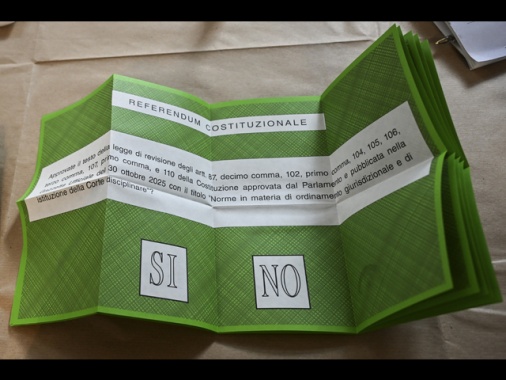 REFERENDUM COSTITUZIONALE
Approvate il testo della legge di revisione degli artt. 87, decimo comma, 102, primo comma, 104, 105, 106,
107, primo comma, e 110 della Costituzione approvata dal Parlamento e pubblicata nella
30 ottobre 2025 con il titolo "Norme in materia di ordinamento giurisdizionale e di
istituzione della Corte disciplinare"?
SI
NO